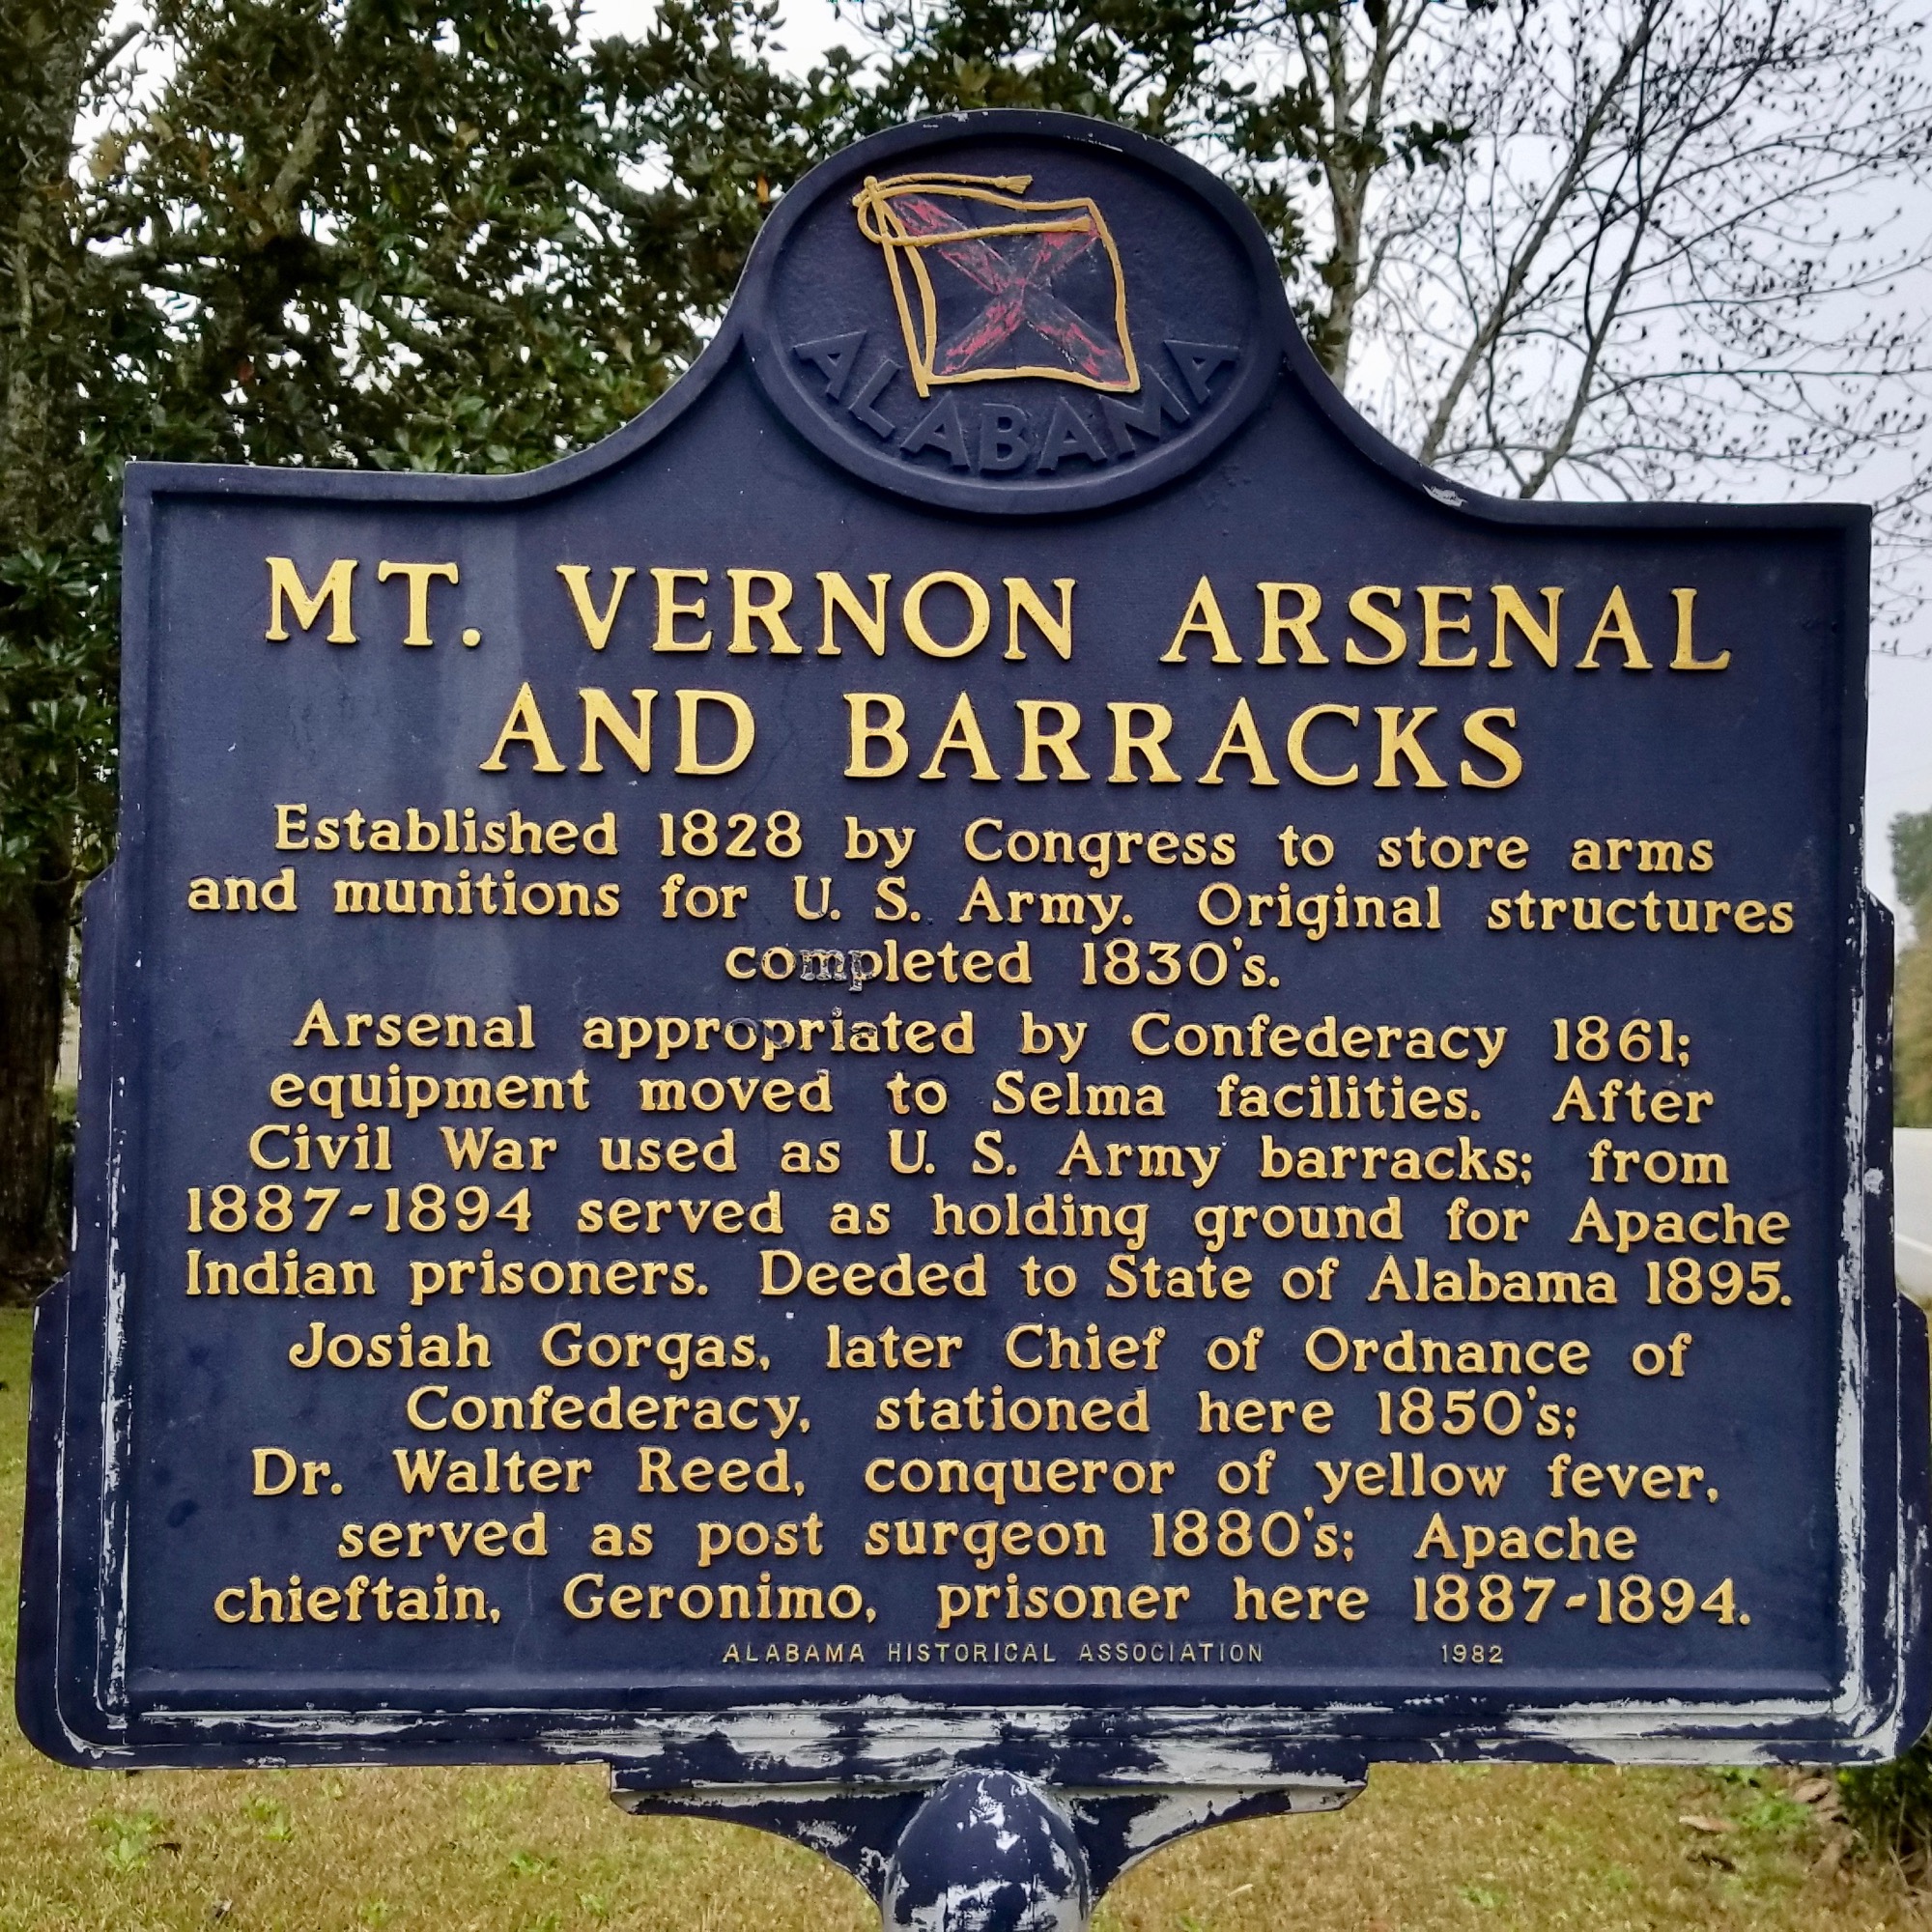 ALABAMA
MT. VERNON ARSENAL
AND BARRACKS
Established 1828 by Congress to store arms
and munitions for U. S. Army. Original structures
completed 1830's.
Arsenal appropriated by Confederacy 1861;
equipment moved to Selma facilities. After
Civil War used as U. S. Army barracks; from
1887-1894 served as holding ground for Apache
Indian prisoners. Deeded to State of Alabama 1895.
Josiah Gorgas, later Chief of Ordnance of
Confederacy, stationed here 1850's;
Dr. Walter Reed, conqueror of yellow fever,
served as post surgeon 1880's; Apache
chieftain, Geronimo, prisoner here 1887-1894.
ALABAMA HISTORICAL ASSOCIATION 1982